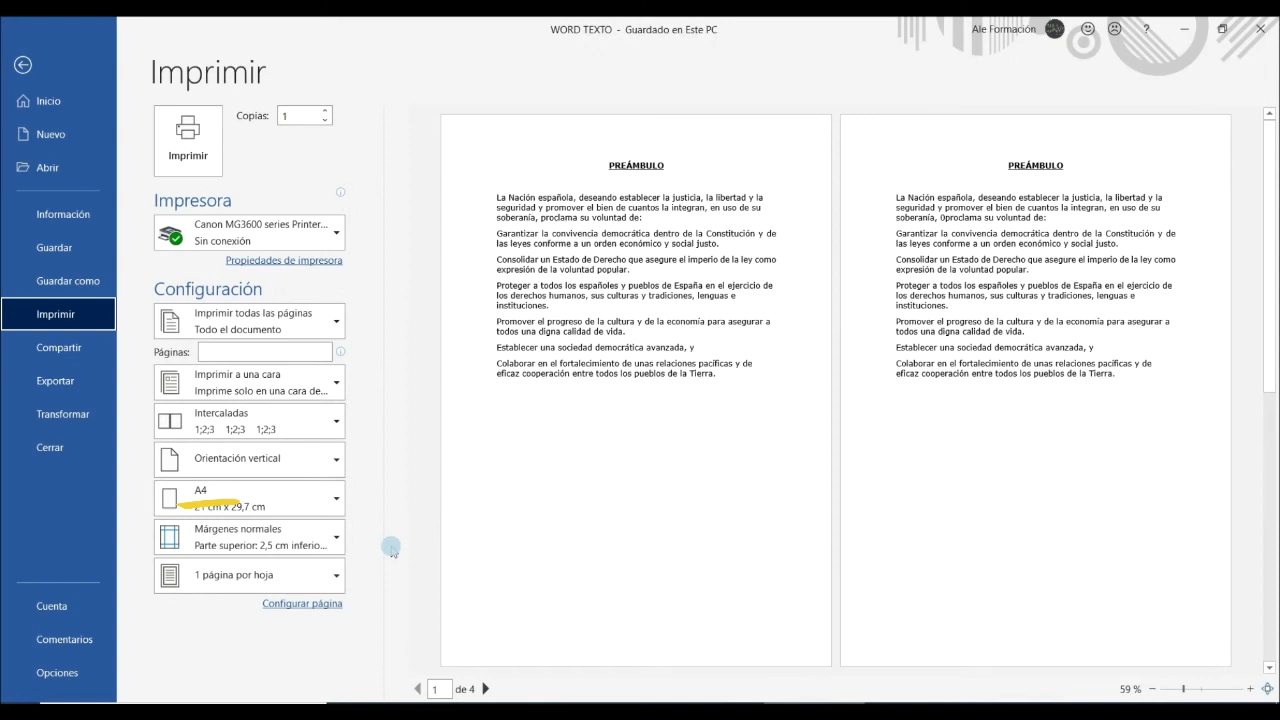 WORD TEXTO - Guardado en Este PC
Ale Formación
?
Imprimir
Inicio
Nuevo
Abrir
Información
Guardar
Guardar como
Imprimir
Compartir
Exportar
Transformar
Cerrar
Cuenta
Comentarios
Opciones
Imprimir
Copias: 1
Impresora
Canon MG3600 series Printer...
Sin conexión
Propiedades de impresora
Configuración
Imprimir todas las páginas
Todo el documento
Páginas:
Imprimir a una cara
Imprime solo en una cara de...
Intercaladas
1;2;3 1;2;3 1;2;3
Orientación vertical
A4
21 cm x 29,7 cm
Márgenes normales
Parte superior: 2,5 cm inferio...
1 página por hoja
Configurar página
PREÁMBULO
La Nación española, deseando establecer la justicia, la libertad y la
seguridad y promover el bien de cuantos la integran, en uso de su
soberanía, proclama su voluntad de:
Garantizar la convivencia democrática dentro de la Constitución y de
las leyes conforme a un orden económico y social justo.
Consolidar un Estado de Derecho que asegure el imperio de la ley como
expresión de la voluntad popular.
Proteger a todos los españoles y pueblos de España en el ejercicio de
los derechos humanos, sus culturas y tradiciones, lenguas e
instituciones.
Promover el progreso de la cultura y de la economía para asegurar a
todos una digna calidad de vida.
Establecer una sociedad democrática avanzada, y
Colaborar en el fortalecimiento de unas relaciones pacíficas y de
eficaz cooperación entre todos los pueblos de la Tierra.
PREÁMBULO
La Nación española, deseando establecer la justicia, la libertad y la
seguridad y promover el bien de cuantos la integran, en uso de su
soberanía, 0proclama su voluntad de:
Garantizar la convivencia democrática dentro de la Constitución y de
las leyes conforme a un orden económico y social justo.
Consolidar un Estado de Derecho que asegure el imperio de la ley como
expresión de la voluntad popular.
Proteger a todos los españoles y pueblos de España en el ejercicio de
los derechos humanos, sus culturas y tradiciones, lenguas e
instituciones.
Promover el progreso de la cultura y de la economía para asegurar a
todos una digna calidad de vida.
Establecer una sociedad democrática avanzada, y
Colaborar en el fortalecimiento de unas relaciones pacíficas y de
eficaz cooperación entre todos los pueblos de la Tierra.
1 de 4
59 %